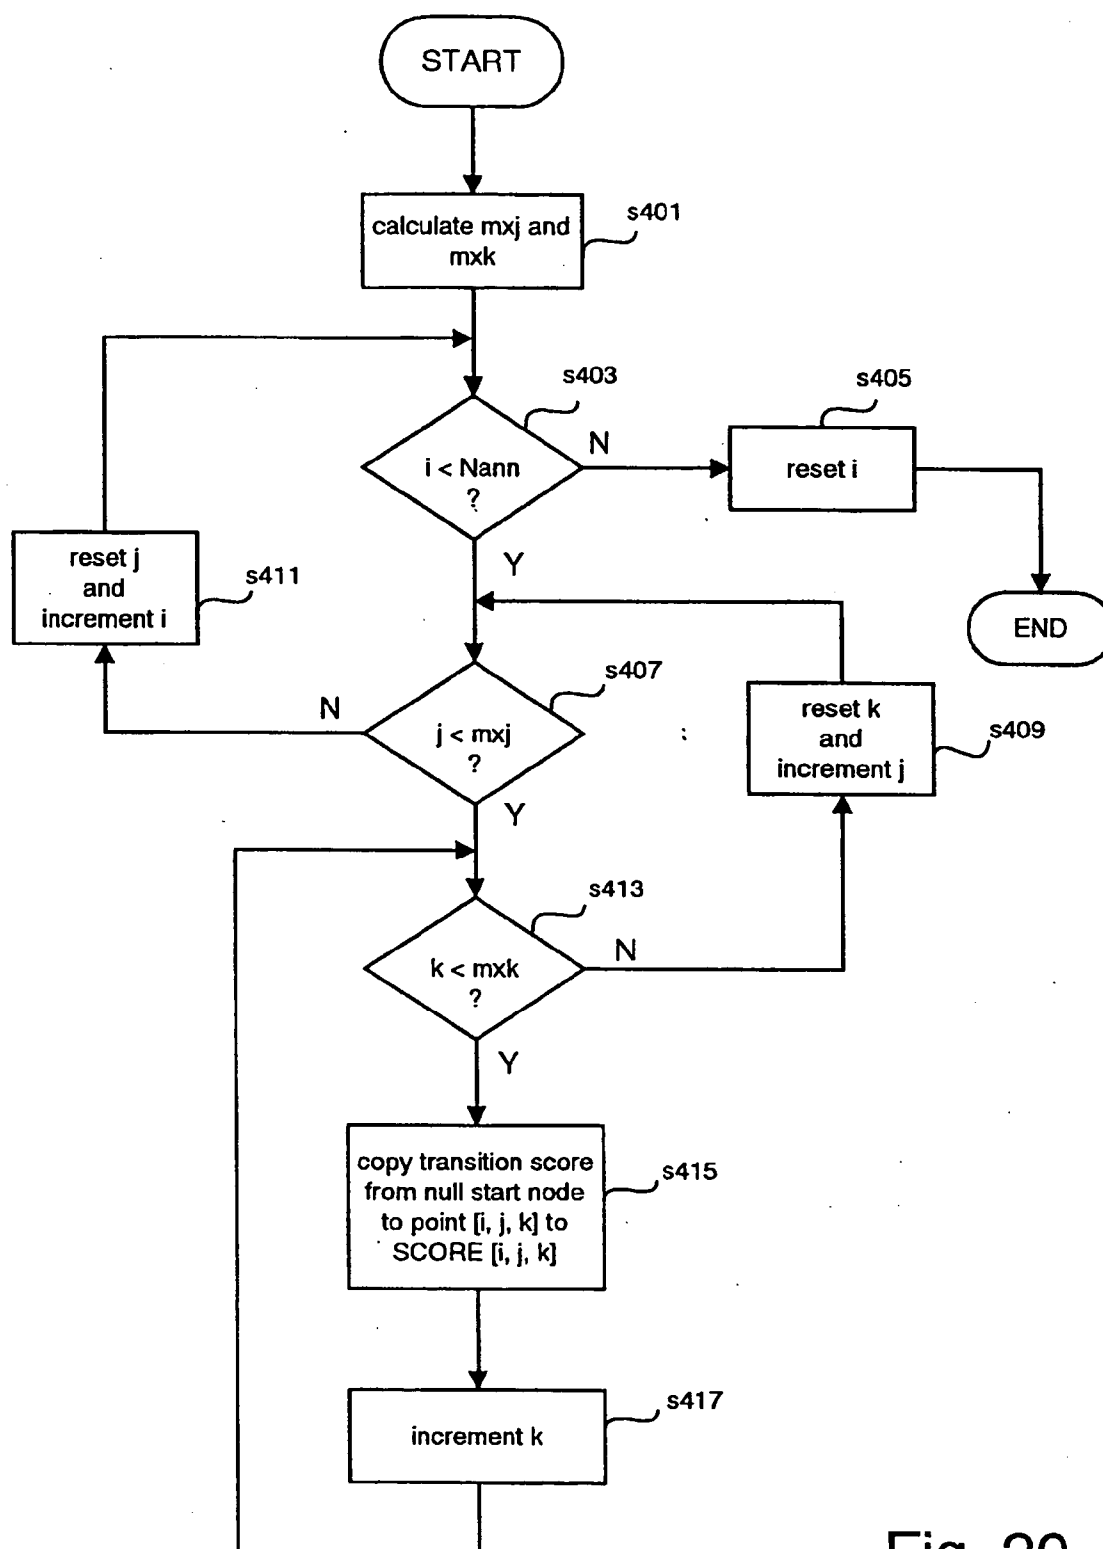 START
calculate mxj and
mxk
s401
s403
i < Nann
?
N
s405
reset i
Y
END
reset j
and
increment i
s411
s407
j < mxj
?
N
reset k
and
increment j
s409
Y
s413
k < mxk
?
N
Y
copy transition score
from null start node
to point [i, j, k] to
SCORE [i, j, k]
s415
increment k
s417